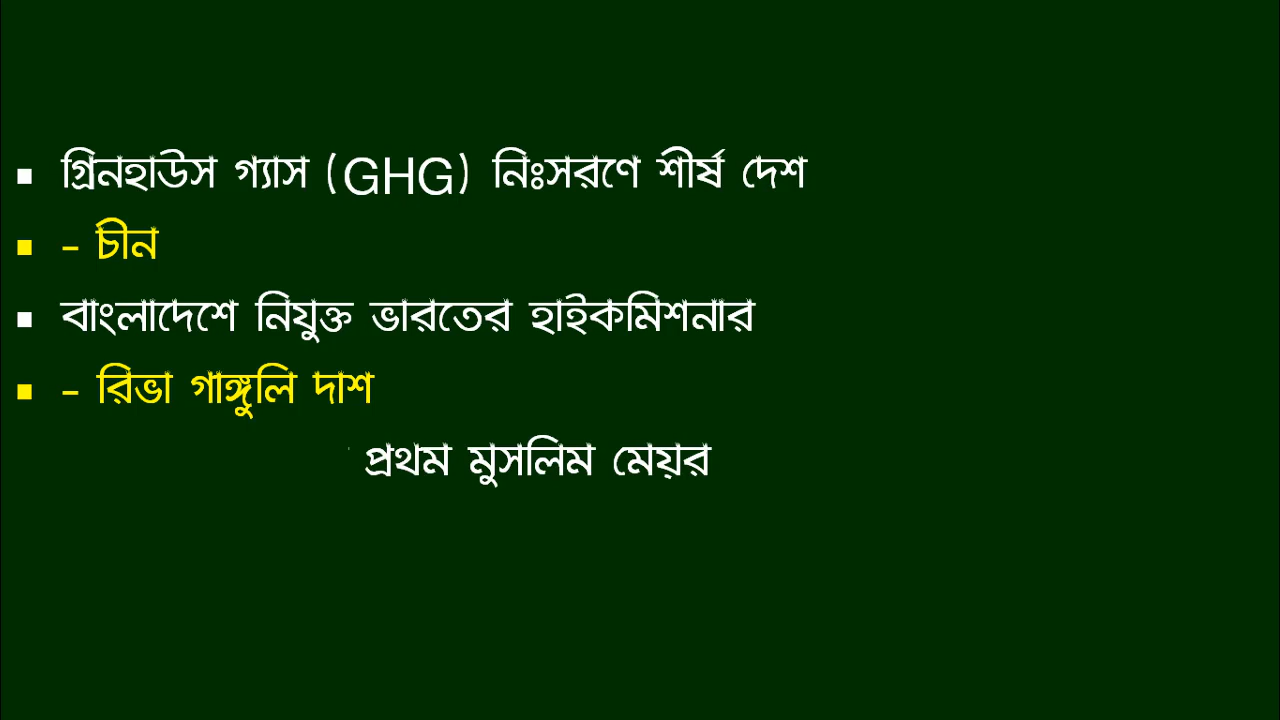 ▪ গ্রিনহাউস গ্যাস (GHG) নিঃসরণে শীর্ষ দেশ
▪ – চীন
▪ বাংলাদেশে নিযুক্ত ভারতের হাইকমিশনার
▪ – রিভা গাঙ্গুলি দাশ
প্রথম মুসলিম মেয়র